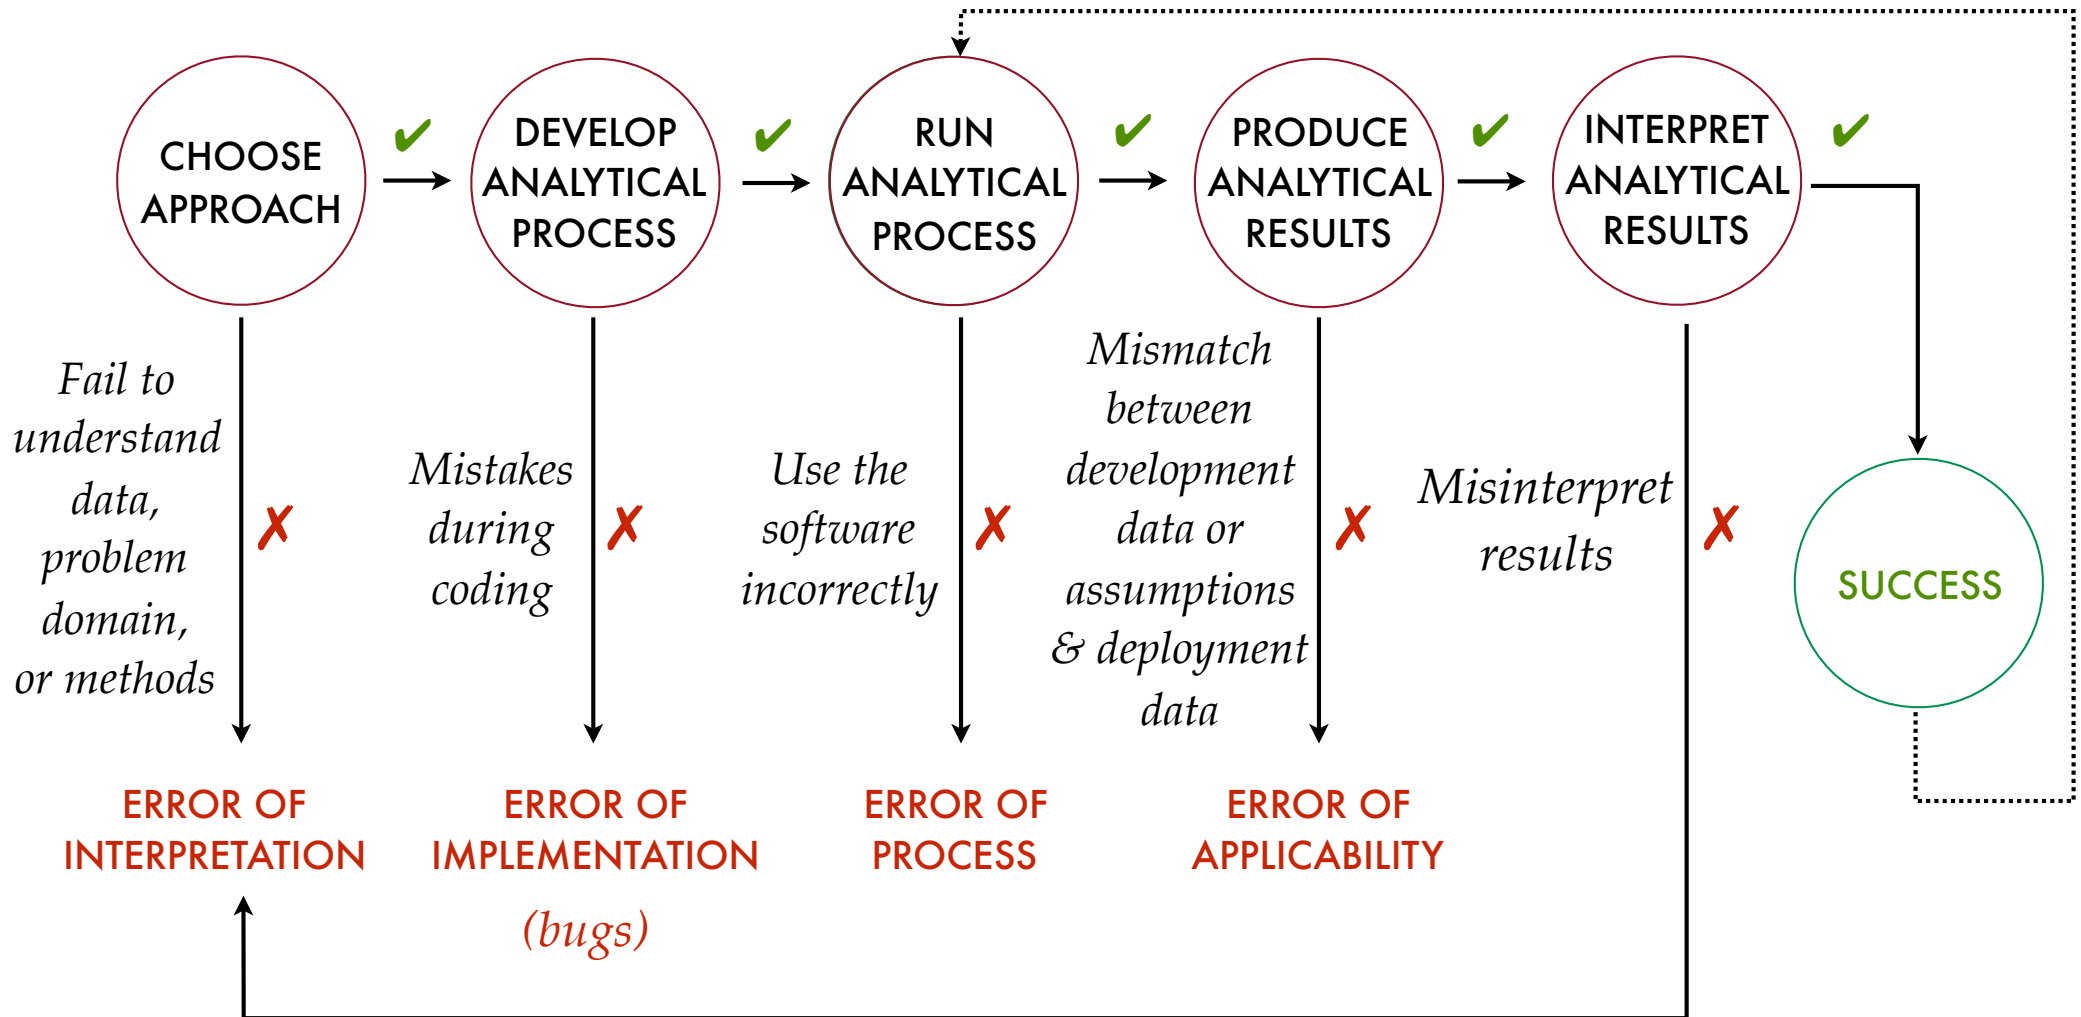 CHOOSE
APPROACH
DEVELOP
ANALYTICAL
PROCESS
RUN
ANALYTICAL
PROCESS
PRODUCE
ANALYTICAL
RESULTS
INTERPRET
ANALYTICAL
RESULTS
Fail to
understand
data,
problem
domain,
or methods
Mistakes
during
coding
Use the
software
incorrectly
Mismatch
between
development
data or
assumptions
& deployment
data
Misinterpret
results
SUCCESS
ERROR OF
INTERPRETATION
ERROR OF
IMPLEMENTATION
(bugs)
ERROR OF
PROCESS
ERROR OF
APPLICABILITY